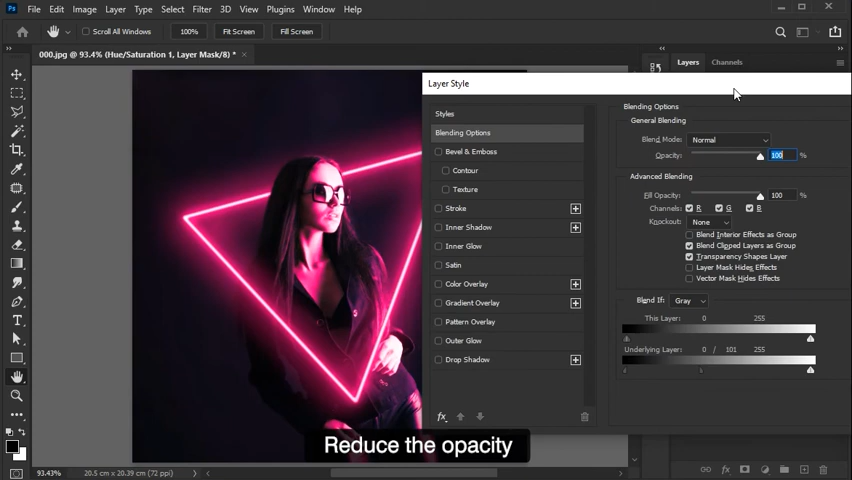 Ps File Edit Image Layer Type Select Filter 3D View Plugins Window Help
Scroll All Windows 100% Fit Screen Fill Screen
000.jpg @ 93.4% (Hue/Saturation 1, Layer Mask/8) *
Layers Channels
Layer Style
Styles
Blending Options
Bevel & Emboss
Contour
Texture
Stroke
Inner Shadow
Inner Glow
Satin
Color Overlay
Gradient Overlay
Pattern Overlay
Outer Glow
Drop Shadow
fx
Blending Options
General Blending
Blend Mode: Normal
Opacity: 100 %
Advanced Blending
Fill Opacity: 100 %
Channels: R G B
Knockout: None
Blend Interior Effects as Group
Blend Clipped Layers as Group
Transparency Shapes Layer
Layer Mask Hides Effects
Vector Mask Hides Effects
Blend If: Gray
This Layer: 0 255
Underlying Layer: 0 / 101 255
Reduce the opacity
93.43% 20.5 cm x 20.39 cm (72 ppi)
fx